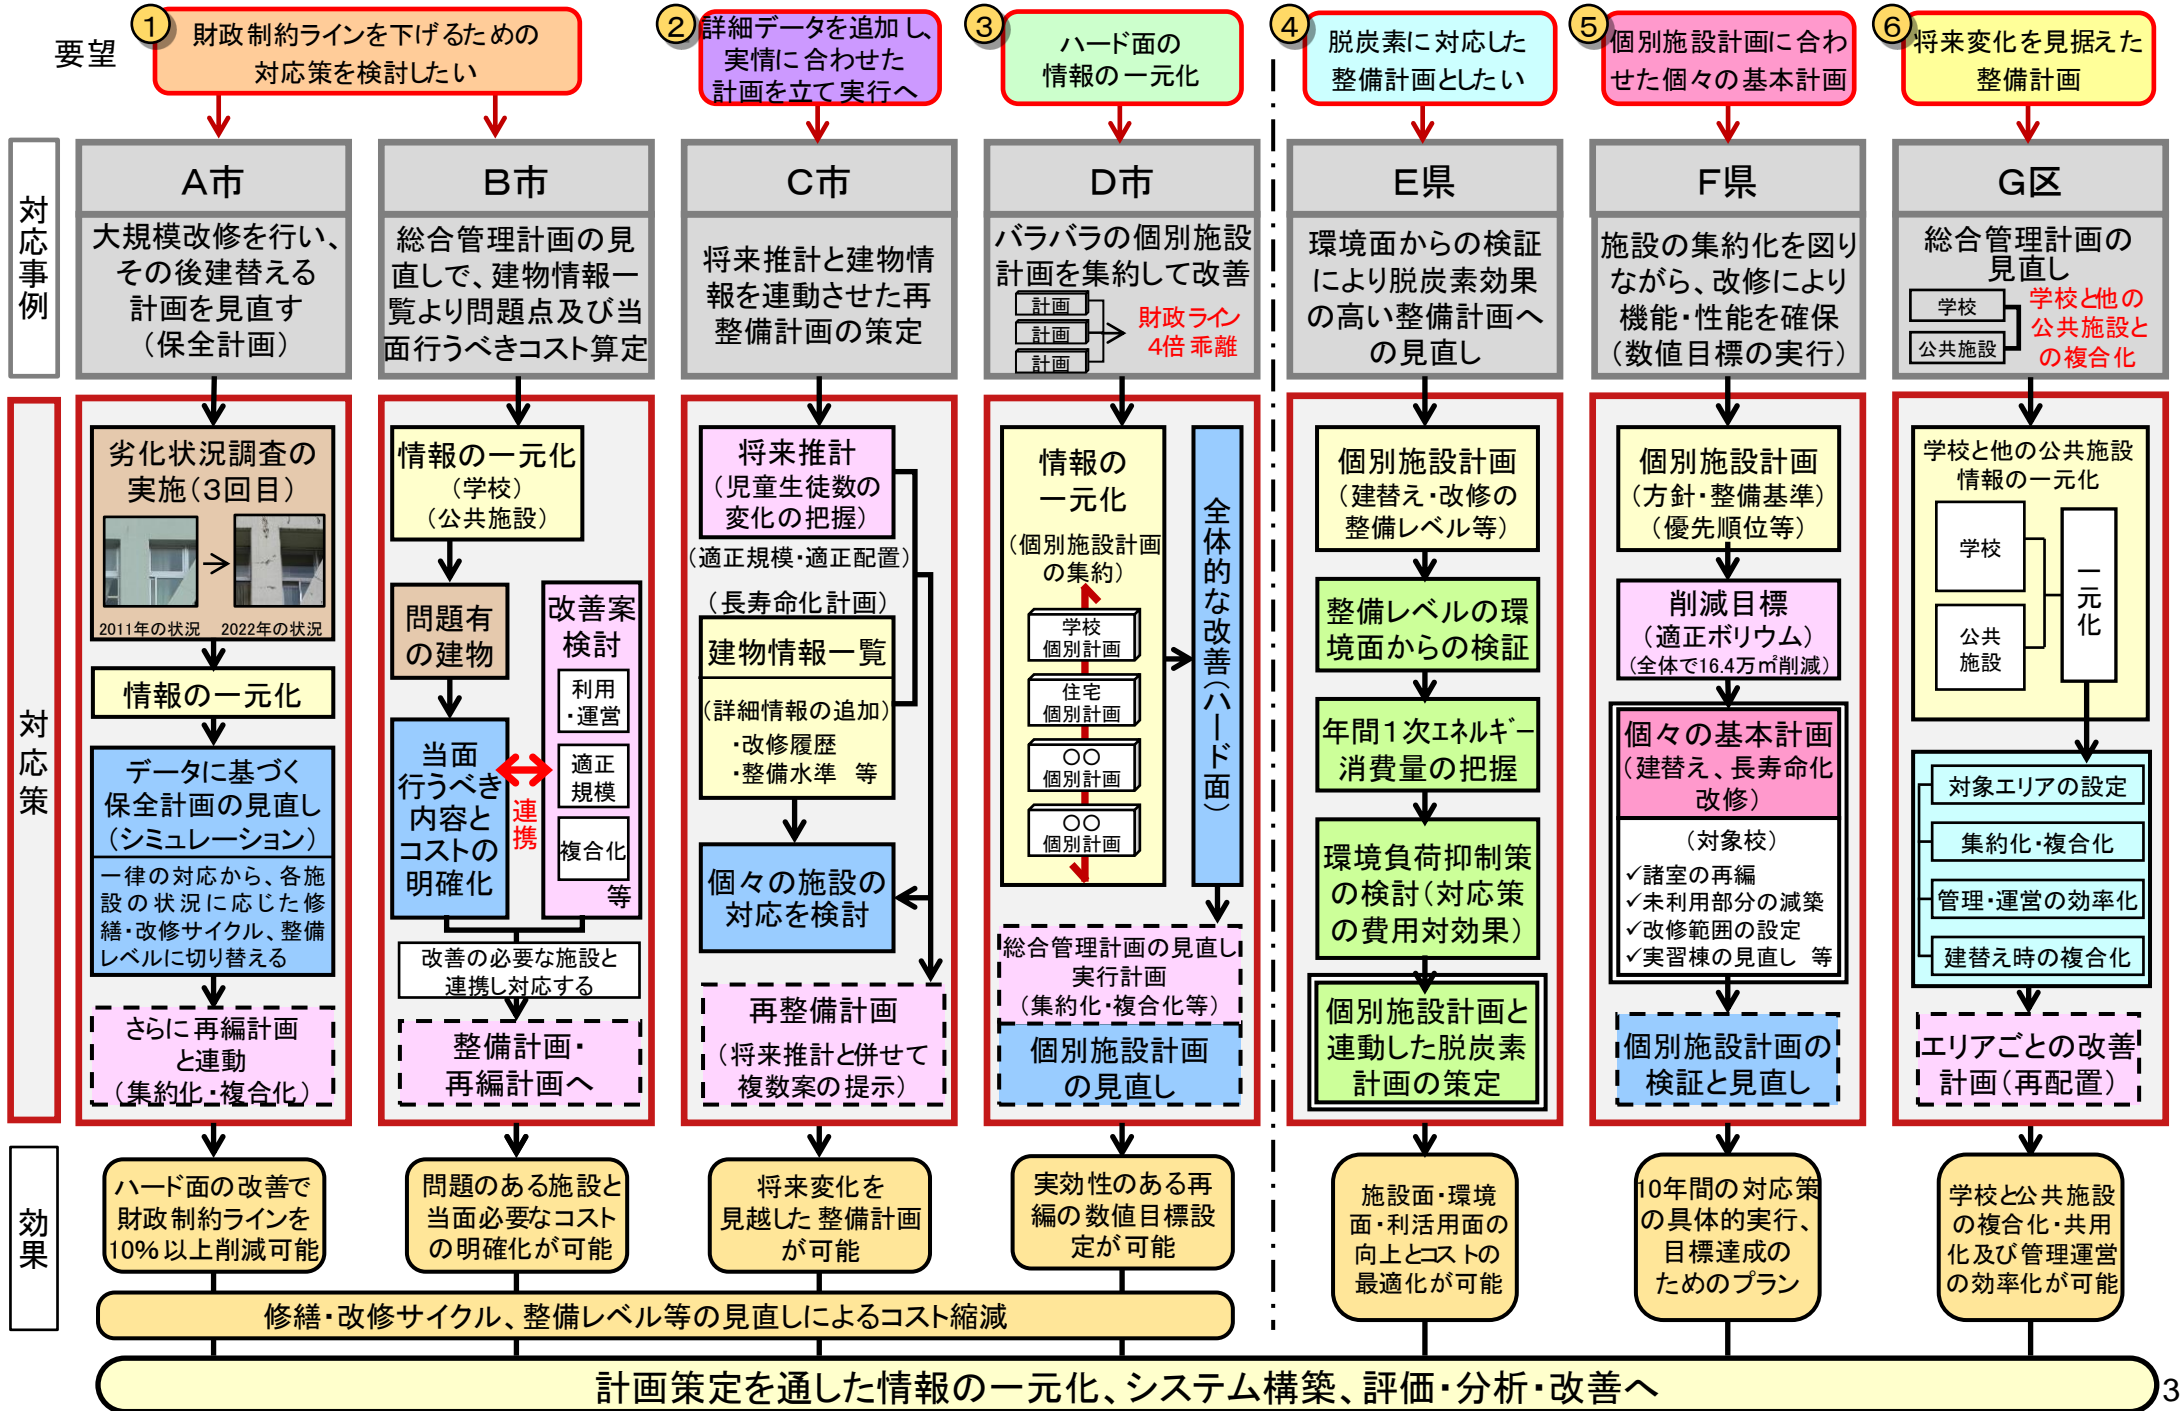 要望
①
財政制約ラインを下げるための
対応策を検討したい
②
詳細データを追加し、
実情に合わせた
計画を立て実行へ
③
ハード面の
情報の一元化
④
脱炭素に対応した
整備計画としたい
⑤
個別施設計画に合わ
せた個々の基本計画
⑥
将来変化を見据えた
整備計画
対応事例
A市
大規模改修を行い、
その後建替える
計画を見直す
（保全計画）
B市
総合管理計画の見
直しで、建物情報一
覧より問題点及び当
面行うべきコスト算定
C市
将来推計と建物情
報を連動させた再
整備計画の策定
D市
バラバラの個別施設
計画を集約して改善
計画
計画
計画
財政ライン
4倍乖離
E県
環境面からの検証
により脱炭素効果
の高い整備計画へ
の見直し
F県
施設の集約化を図り
ながら、改修により
機能・性能を確保
（数値目標の実行）
G区
総合管理計画の
見直し
学校
公共施設
学校と他の
公共施設と
の複合化
対応策
劣化状況調査の
実施（3回目）
2011年の状況
2022年の状況
情報の一元化
データに基づく
保全計画の見直し
（シミュレーション）
一律の対応から、各施
設の状況に応じた修
繕・改修サイクル、整備
レベルに切り替える
さらに再編計画
と連動
（集約化・複合化）
情報の一元化
（学校）
（公共施設）
問題有
の建物
当面
行うべき
内容と
コストの
明確化
連携
改善案
検討
利用
・運営
適正
規模
複合化
等
改善の必要な施設と
連携し対応する
整備計画・
再編計画へ
将来推計
（児童生徒数の
変化の把握）
（適正規模・適正配置）
（長寿命化計画）
建物情報一覧
（詳細情報の追加）
・改修履歴
・整備水準 等
個々の施設の
対応を検討
再整備計画
（将来推計と併せて
複数案の提示）
情報の
一元化
（個別施設計画
の集約）
学校
個別計画
住宅
個別計画
〇〇
個別計画
〇〇
個別計画
全体的な改善（ハード面）
総合管理計画の見直し
実行計画
（集約化・複合化等）
個別施設計画
の見直し
個別施設計画
（建替え・改修の
整備レベル等）
整備レベルの環
境面からの検証
年間1次エネルギー
消費量の把握
環境負荷抑制策
の検討（対応策
の費用対効果）
個別施設計画と
連動した脱炭素
計画の策定
個別施設計画
（方針・整備基準）
（優先順位等）
削減目標
（適正ボリウム）
（全体で16.4万㎡削減）
個々の基本計画
（建替え、長寿命化
改修）
（対象校）
✓諸室の再編
✓未利用部分の減築
✓改修範囲の設定
✓実習棟の見直し 等
個別施設計画の
検証と見直し
学校と他の公共施設
情報の一元化
学校
公共
施設
一元化
対象エリアの設定
集約化・複合化
管理・運営の効率化
建替え時の複合化
エリアごとの改善
計画（再配置）
効果
ハード面の改善で
財政制約ラインを
10%以上削減可能
問題のある施設と
当面必要なコスト
の明確化が可能
将来変化を
見越した整備計画
が可能
実効性のある再
編の数値目標設
定が可能
施設面・環境
面・利活用面の
向上とコストの
最適化が可能
10年間の対応策
の具体的実行、
目標達成の
ためのプラン
学校と公共施設
の複合化・共用
化及び管理運営
の効率化が可能
修繕・改修サイクル、整備レベル等の見直しによるコスト縮減
計画策定を通した情報の一元化、システム構築、評価・分析・改善へ
3